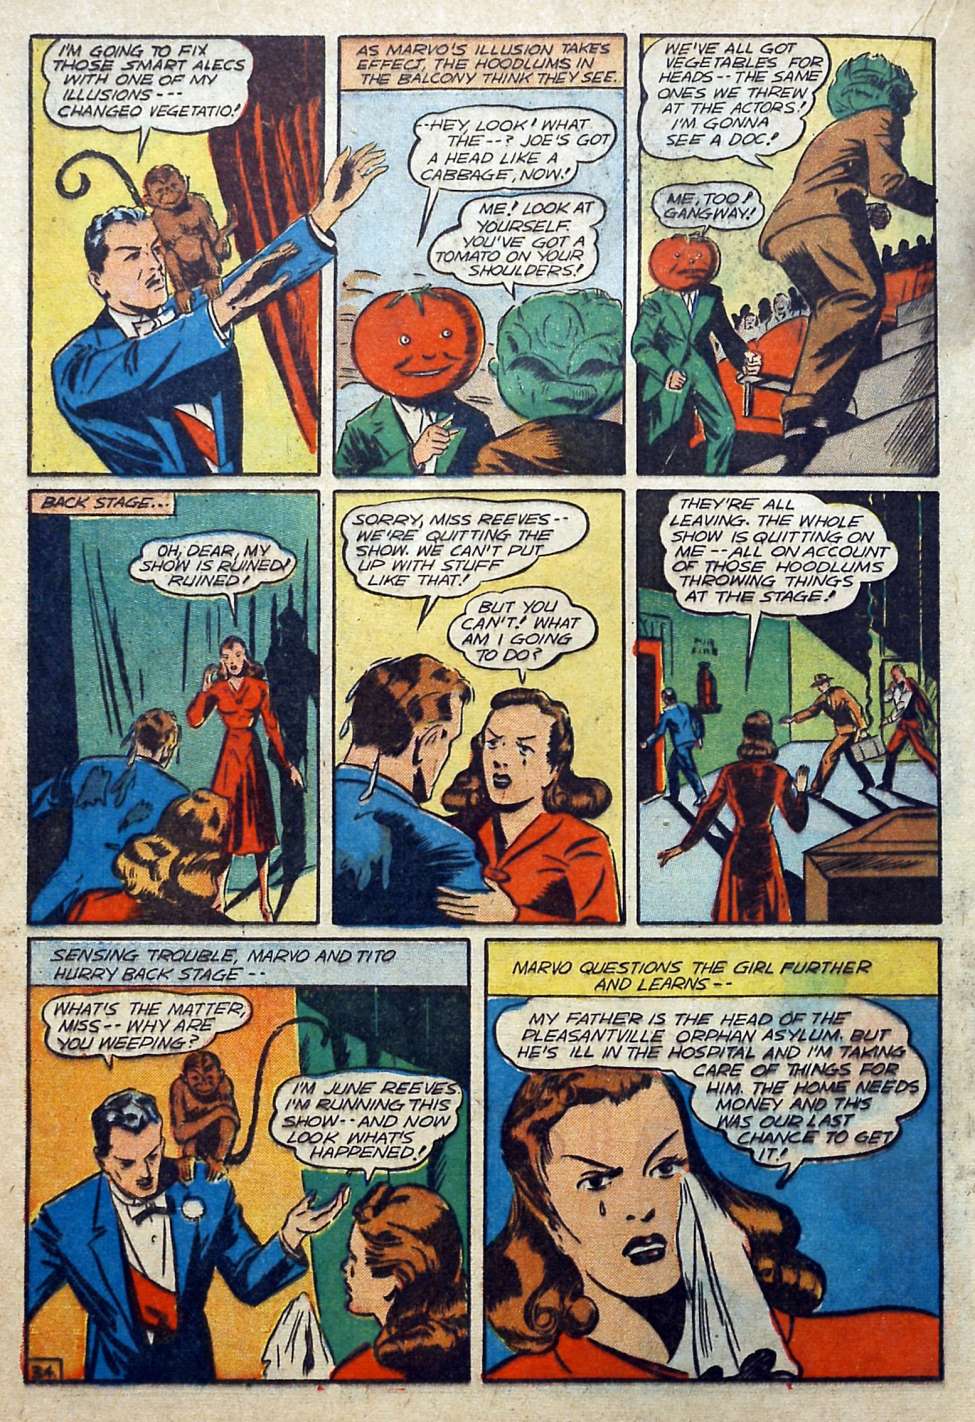 I'M GOING TO FIX
THOSE SMART ALECS
WITH ONE OF MY
ILLUSIONS----
CHANGEO VEGETATIO!
AS MARVO'S ILLUSION TAKES
EFFECT, THE HOODLUMS IN
THE BALCONY THINK THEY SEE.
--HEY, LOOK! WHAT
THE--? JOE'S GOT
A HEAD LIKE A
CABBAGE, NOW!
ME! LOOK AT
YOURSELF.
YOU'VE GOT A
TOMATO ON YOUR
SHOULDERS!
WE'VE ALL GOT
VEGETABLES FOR
HEADS--THE SAME
ONES WE THREW
AT THE ACTORS!
I'M GONNA
SEE A DOC!
ME, TOO!
GANGWAY!
BACK STAGE...
OH, DEAR, MY
SHOW IS RUINED!
RUINED!
SORRY, MISS REEVES--
WE'RE QUITTING THE
SHOW. WE CAN'T PUT
UP WITH STUFF
LIKE THAT!
BUT YOU
CAN'T! WHAT
AM I GOING
TO DO?
THEY'RE ALL
LEAVING. THE WHOLE
SHOW IS QUITTING ON
ME--ALL ON ACCOUNT
OF THOSE HOODLUMS
THROWING THINGS
AT THE STAGE!
FIRE
SENSING TROUBLE, MARVO AND TITO
HURRY BACK STAGE--
WHAT'S THE MATTER,
MISS-- WHY ARE
YOU WEEPING?
I'M JUNE REEVES.
I'M RUNNING THIS
SHOW--AND NOW
LOOK WHAT'S
HAPPENED!
34
MARVO QUESTIONS THE GIRL FURTHER
AND LEARNS--
MY FATHER IS THE HEAD OF THE
PLEASANTVILLE ORPHAN ASYLUM. BUT
HE'S ILL IN THE HOSPITAL AND I'M TAKING
CARE OF THINGS FOR
HIM. THE HOME NEEDS
MONEY AND TH'S
WAS OUR LAST
CHANCE TO GET
IT!